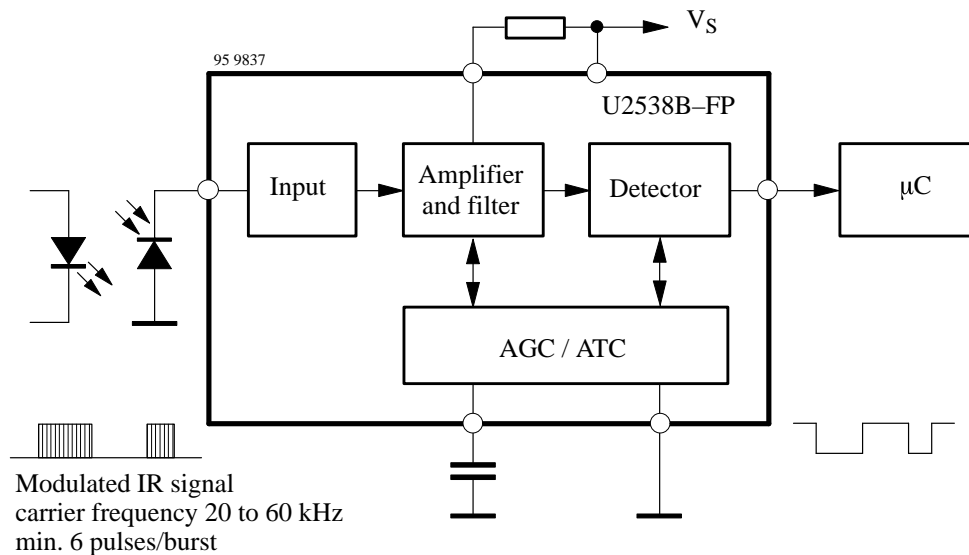 V_S
95 9837
U2538B–FP
Input
Amplifier
and filter
Detector
µC
AGC / ATC
Modulated IR signal
carrier frequency 20 to 60 kHz
min. 6 pulses/burst